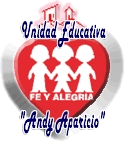 Unidad Educativa
FE Y ALEGRIA
"Andy Aparicio"